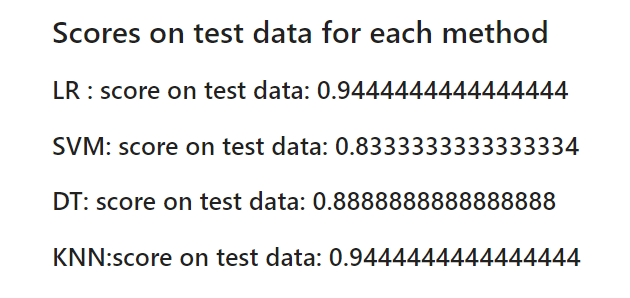 Scores on test data for each method
LR : score on test data: 0.9444444444444444
SVM: score on test data: 0.8333333333333334
DT: score on test data: 0.8888888888888888
KNN:score on test data: 0.9444444444444444